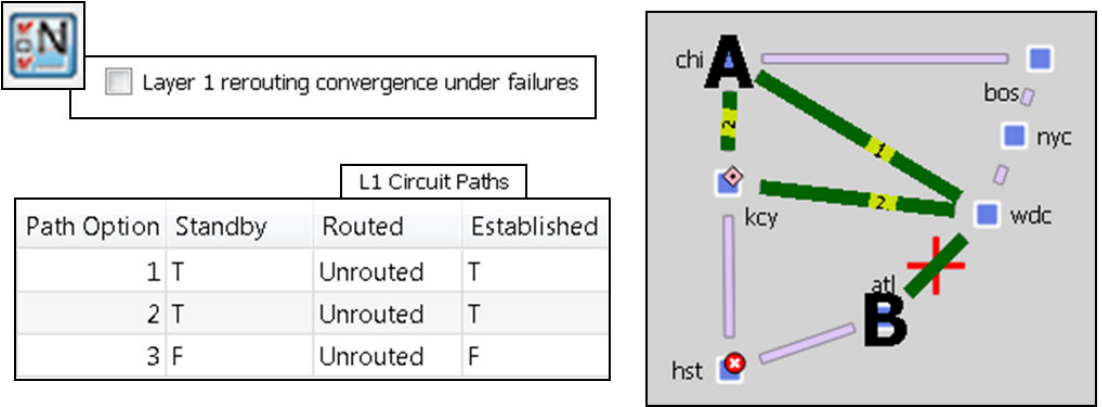 N
Layer 1 rerouting convergence under failures
L1 Circuit Paths
Path Option Standby Routed Established
1 T Unrouted T
2 T Unrouted T
3 F Unrouted F
chi A
bos
nyc
2
1
2
kcy
wdc
atl
B
hst